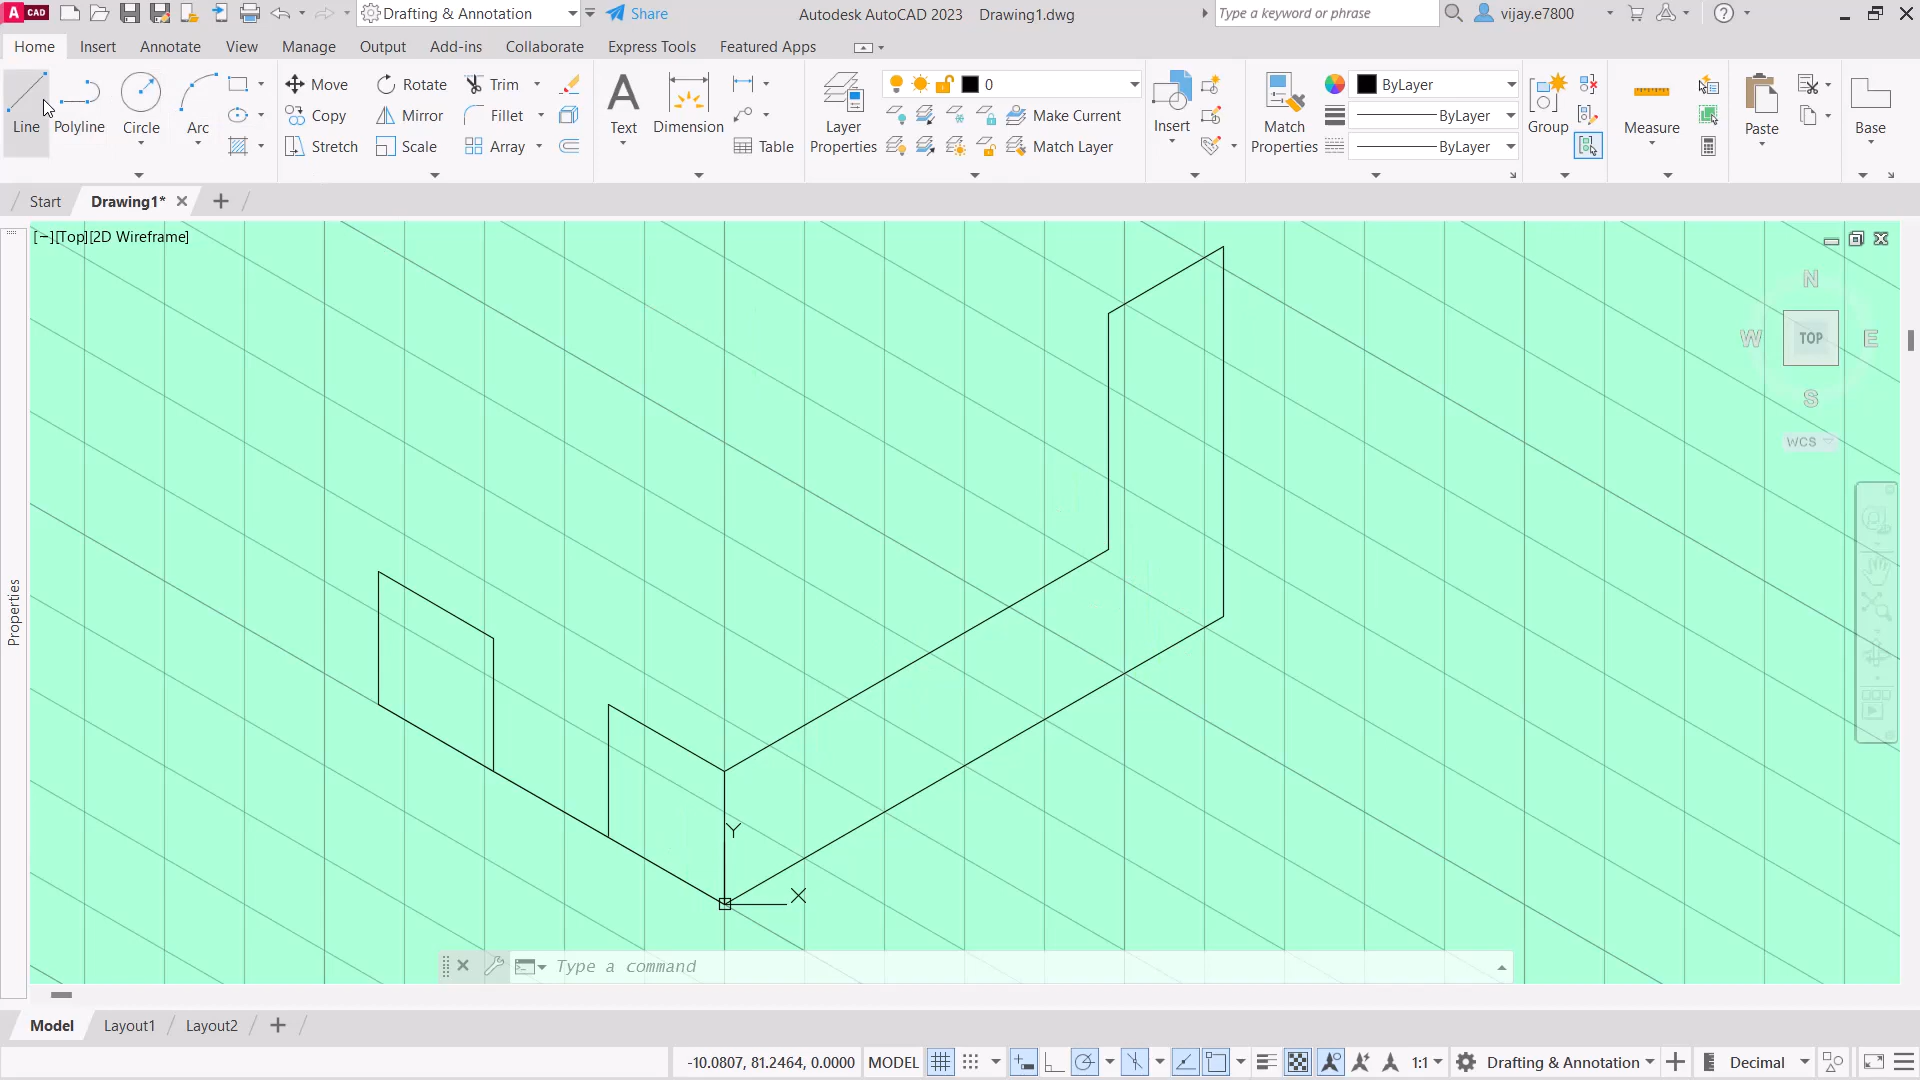 A CAD
Drafting & Annotation
Share
Autodesk AutoCAD 2023 Drawing1.dwg
Type a keyword or phrase
vijay.e7800
Home Insert Annotate View Manage Output Add-ins Collaborate Express Tools Featured Apps
Line
Polyline
Circle
Arc
Move
Rotate
Trim
Copy
Mirror
Fillet
Stretch
Scale
Array
Text
Dimension
Table
Layer
Properties
0
Make Current
Match Layer
Insert
Match
Properties
ByLayer
ByLayer
ByLayer
Group
Measure
Paste
Base
Start
Drawing1*
[−][Top][2D Wireframe]
N
W
TOP
E
S
WCS
Properties
Y
X
Type a command
Model Layout1 Layout2
-10.0807, 81.2464, 0.0000 MODEL
1:1
Drafting & Annotation
Decimal